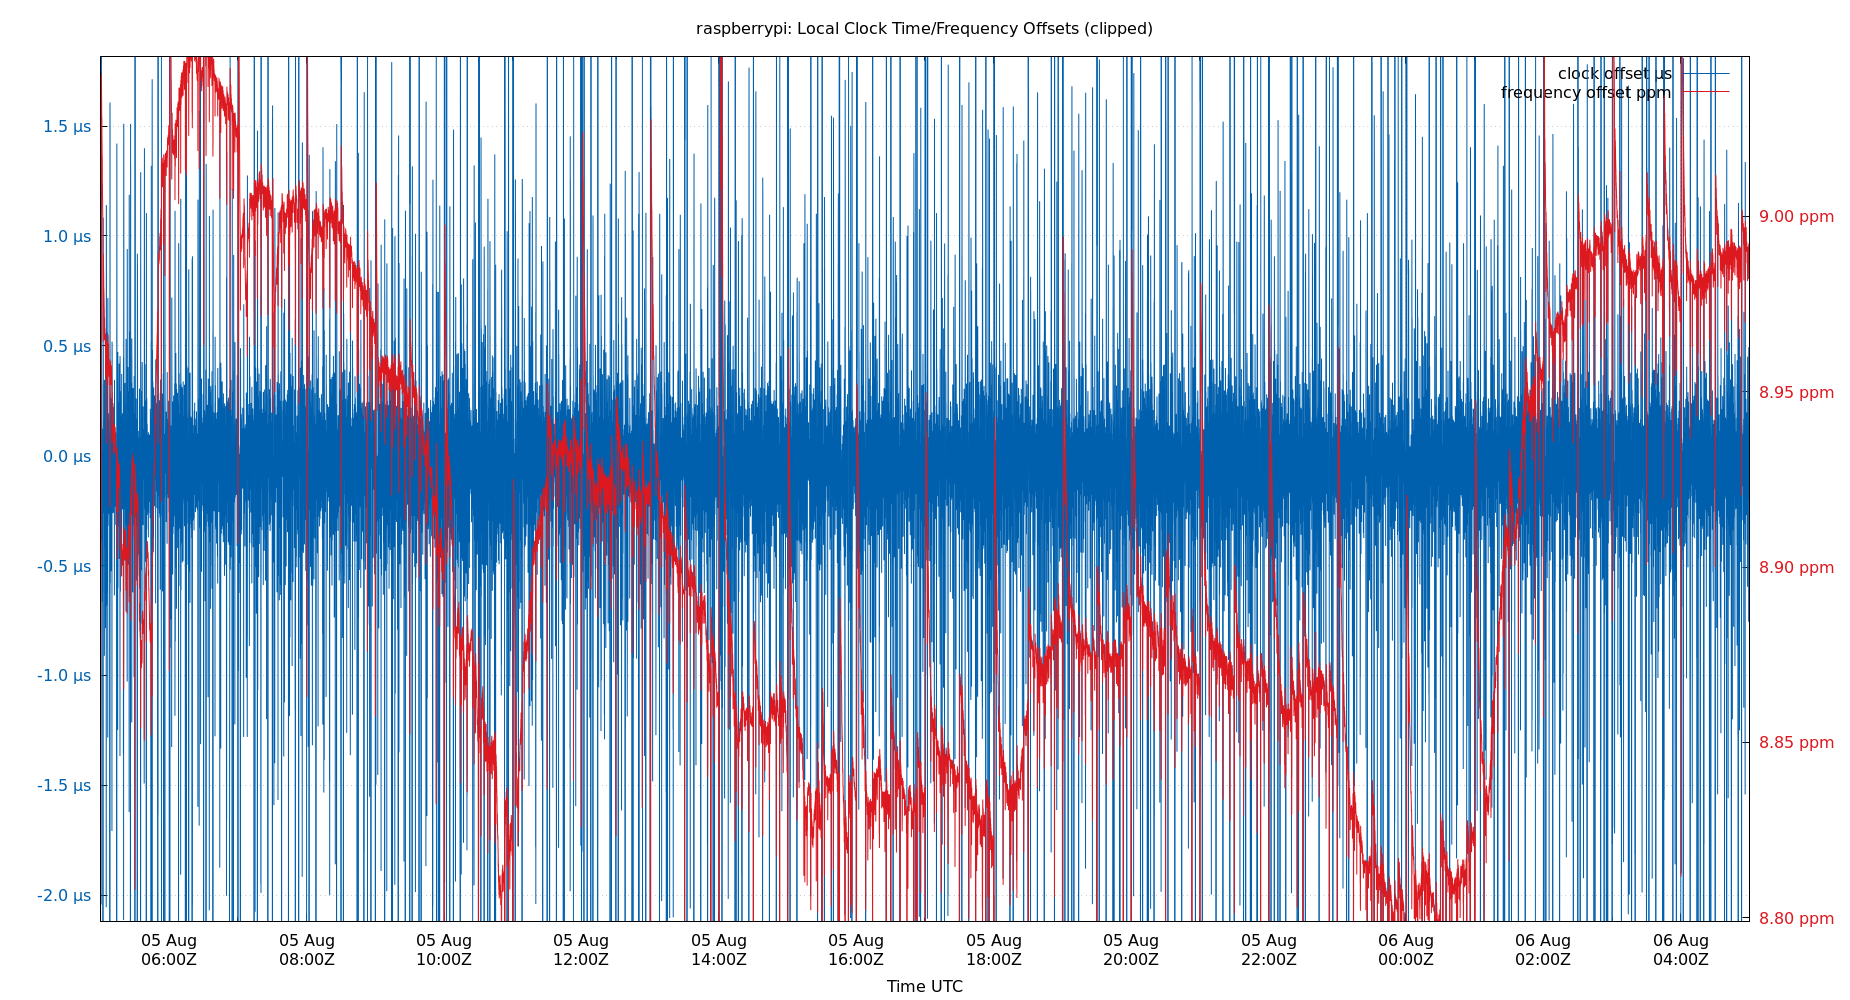 raspberrypi: Local Clock Time/Frequency Offsets (clipped)
clock offset µs
frequency offset ppm
1.5 µs
1.0 µs
0.5 µs
0.0 µs
-0.5 µs
-1.0 µs
-1.5 µs
-2.0 µs
9.00 ppm
8.95 ppm
8.90 ppm
8.85 ppm
8.80 ppm
05 Aug 05 Aug 05 Aug 05 Aug 05 Aug 05 Aug 05 Aug 05 Aug 05 Aug 06 Aug 06 Aug 06 Aug
06:00Z 08:00Z 10:00Z 12:00Z 14:00Z 16:00Z 18:00Z 20:00Z 22:00Z 00:00Z 02:00Z 04:00Z
Time UTC